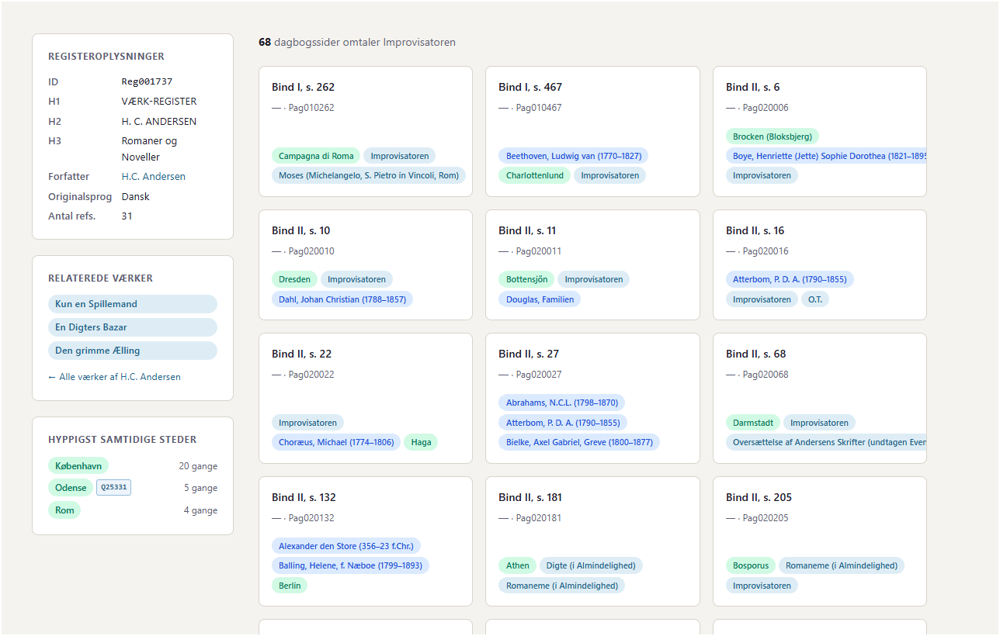 REGISTEROPLYSNINGER
ID Reg001737
H1 VÆRK-REGISTER
H2 H. C. ANDERSEN
H3 Romaner og
Noveller
Forfatter H.C. Andersen
Originalsprog Dansk
Antal refs. 31
RELATEREDE VÆRKER
Kun en Spillemand
En Digters Bazar
Den grimme Ælling
← Alle værker af H.C. Andersen
HYPPIGST SAMTIDIGE STEDER
København 20 gange
Odense Q25331 5 gange
Rom 4 gange
68 dagbogssider omtaler Improvisatoren
Bind I, s. 262
— · Pag010262
Campagna di Roma Improvisatoren
Moses (Michelangelo, S. Pietro in Vincoli, Rom)
Bind I, s. 467
— · Pag010467
Beethoven, Ludwig van (1770–1827)
Charlottenlund Improvisatoren
Bind II, s. 6
— · Pag020006
Brocken (Bloksbjerg)
Boye, Henriette (Jette) Sophie Dorothea (1821–1895
Improvisatoren
Bind II, s. 10
— · Pag020010
Dresden Improvisatoren
Dahl, Johan Christian (1788–1857)
Bind II, s. 11
— · Pag020011
Bottensjön Improvisatoren
Douglas, Familien
Bind II, s. 16
— · Pag020016
Atterbom, P. D. A. (1790–1855)
Improvisatoren O.T.
Bind II, s. 22
— · Pag020022
Improvisatoren
Choræus, Michael (1774–1806) Haga
Bind II, s. 27
— · Pag020027
Abrahams, N.C.L. (1798–1870)
Atterbom, P. D. A. (1790–1855)
Bielke, Axel Gabriel, Greve (1800–1877)
Bind II, s. 68
— · Pag020068
Darmstadt Improvisatoren
Oversættelse af Andersens Skrifter (undtagen Even
Bind II, s. 132
— · Pag020132
Alexander den Store (356–23 f.Chr.)
Balling, Helene, f. Næboe (1799–1893)
Berlin
Bind II, s. 181
— · Pag020181
Athen Digte (i Almindelighed)
Romaneme (i Almindelighed)
Bind II, s. 205
— · Pag020205
Bosporus Romaneme (i Almindelighed)
Improvisatoren